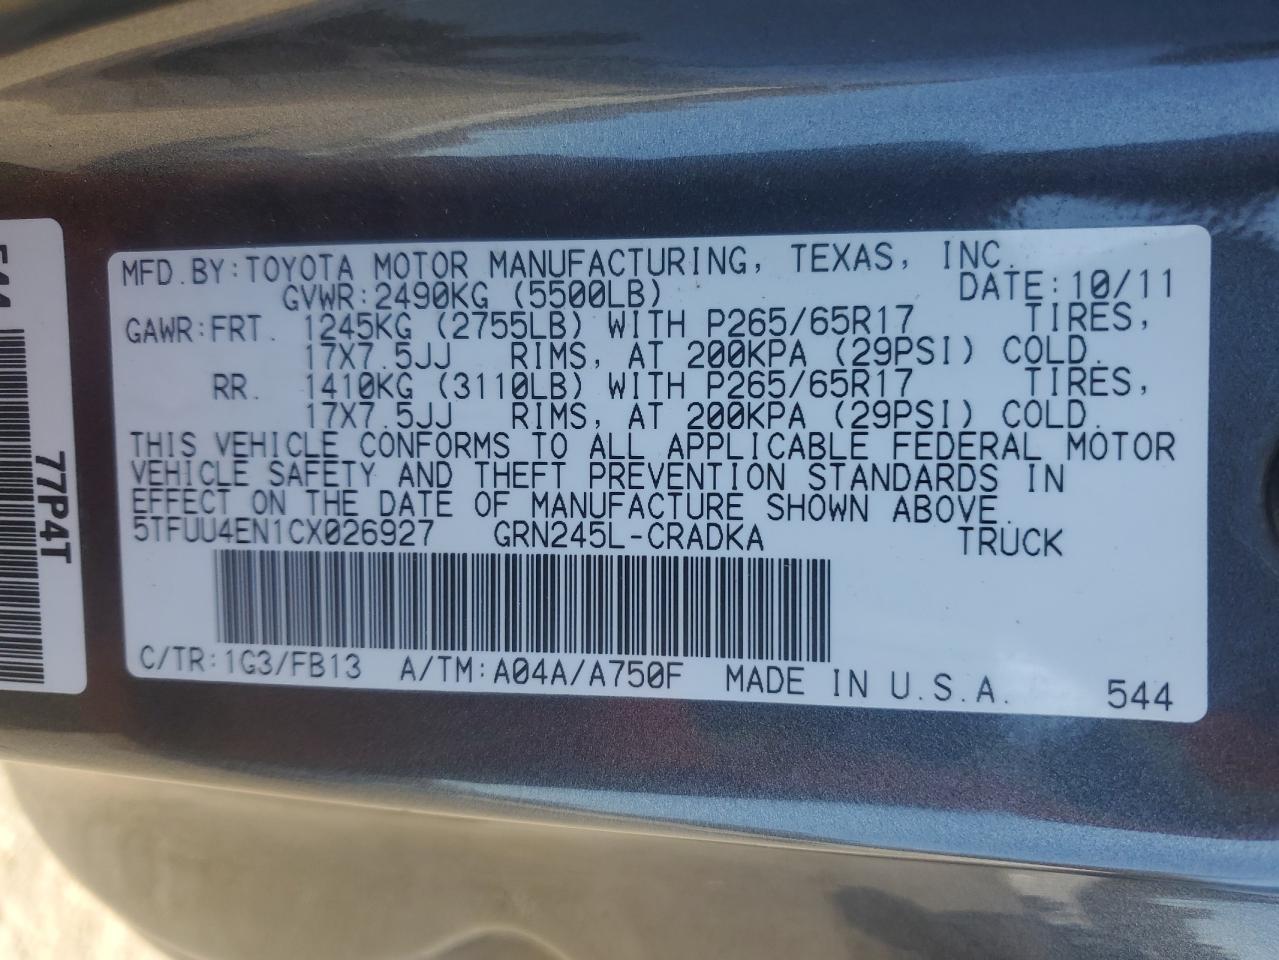 MFD.BY:TOYOTA MOTOR MANUFACTURING, TEXAS, INC.
GVWR:2490KG (5500LB) DATE:10/11
GAWR:FRT. 1245KG (2755LB) WITH P265/65R17 TIRES,
17X7.5JJ RIMS, AT 200KPA (29PSI) COLD.
RR. 1410KG (3110LB) WITH P265/65R17 TIRES,
17X7.5JJ RIMS, AT 200KPA (29PSI) COLD.
THIS VEHICLE CONFORMS TO ALL APPLICABLE FEDERAL MOTOR
VEHICLE SAFETY AND THEFT PREVENTION STANDARDS IN
EFFECT ON THE DATE OF MANUFACTURE SHOWN ABOVE.
5TFUU4EN1CX026927 GRN245L-CRADKA TRUCK
C/TR:1G3/FB13 A/TM:A04A/A750F MADE IN U.S.A. 544
77P4T